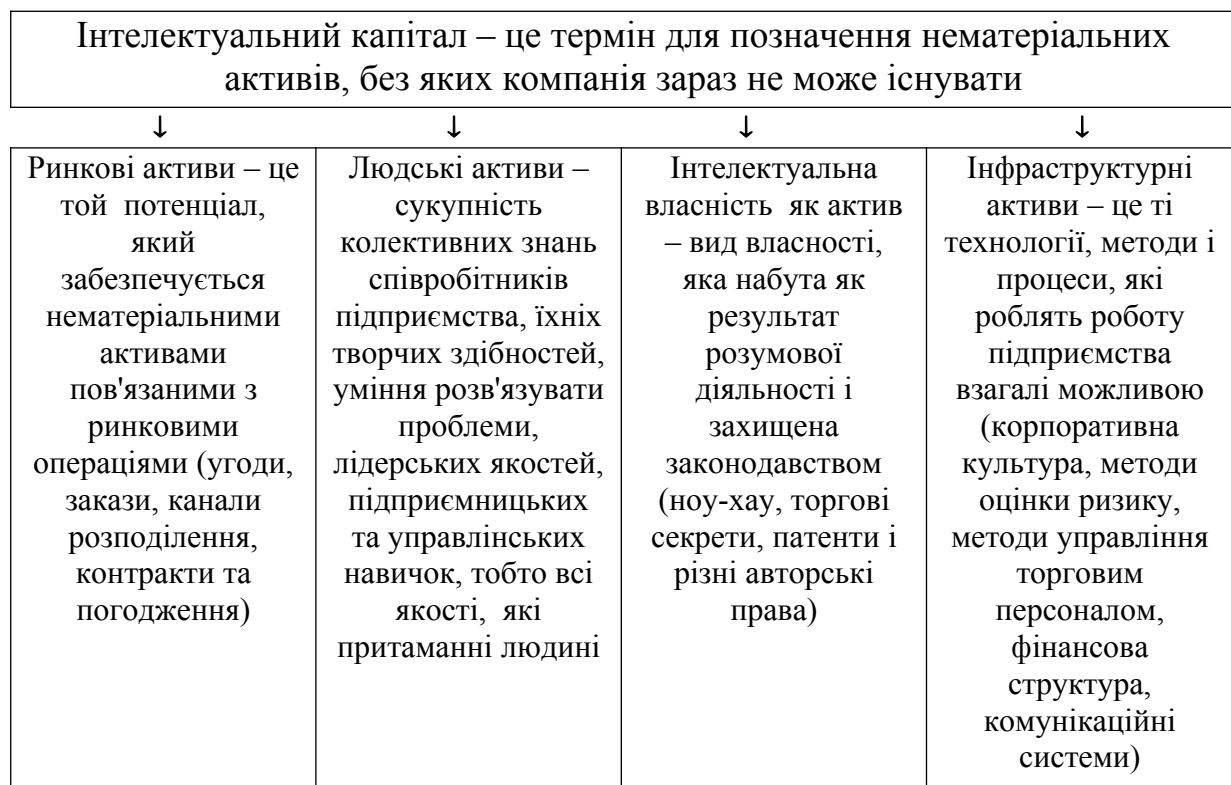 Інтелектуальний капітал – це термін для позначення нематеріальних
активів, без яких компанія зараз не може існувати
↓ ↓ ↓ ↓
Ринкові активи – це
той потенціал,
який
забезпечується
нематеріальними
активами
пов'язаними з
ринковими
операціями (угоди,
закази, канали
розподілення,
контракти та
погодження)
Людські активи –
сукупність
колективних знань
співробітників
підприємства, їхніх
творчих здібностей,
уміння розв'язувати
проблеми,
лідерських якостей,
підприємницьких
та управлінських
навичок, тобто всі
якості, які
притаманні людині
Інтелектуальна
власність як актив
– вид власності,
яка набута як
результат
розумової
діяльності і
захищена
законодавством
(ноу-хау, торгові
секрети, патенти і
різні авторські
права)
Інфраструктурні
активи – це ті
технології, методи і
процеси, які
роблять роботу
підприємства
взагалі можливою
(корпоративна
культура, методи
оцінки ризику,
методи управління
торговим
персоналом,
фінансова
структура,
комунікаційні
системи)